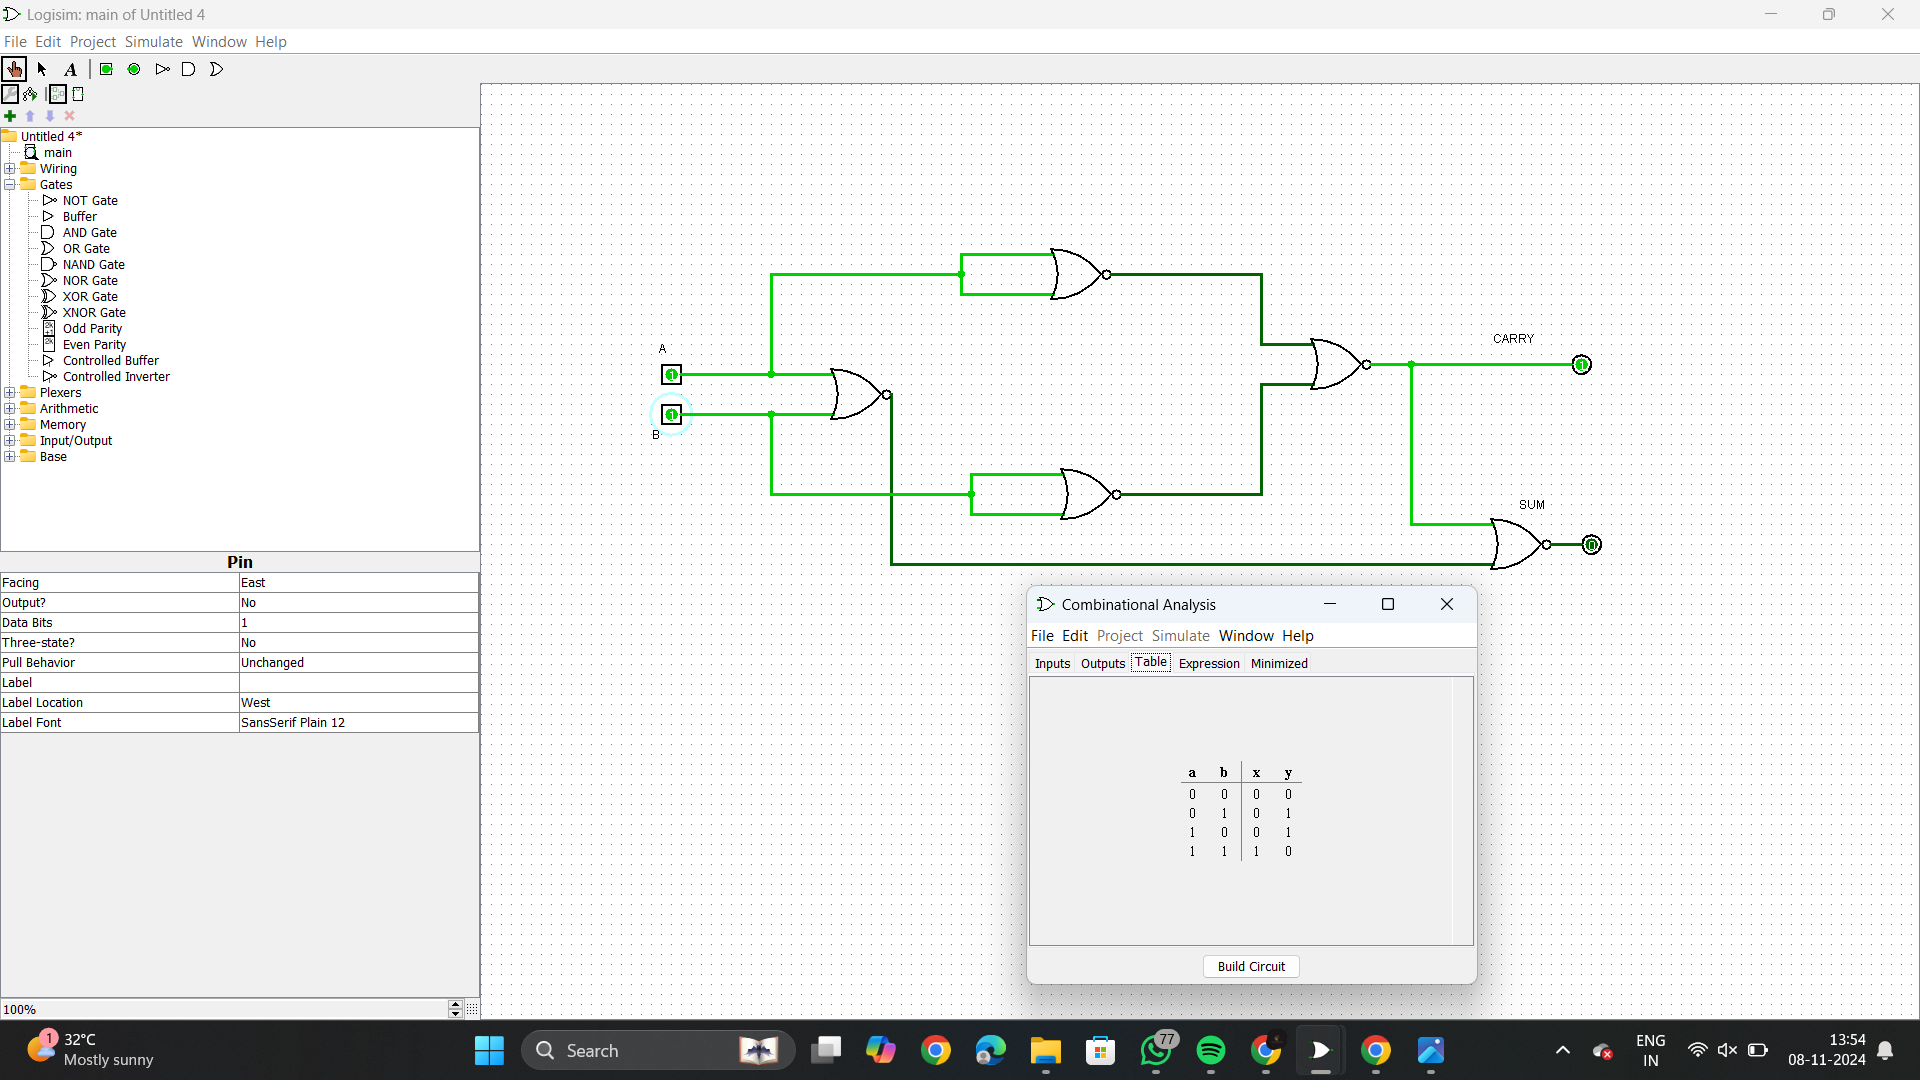 Logisim: main of Untitled 4
File Edit Project Simulate Window Help
A
Untitled 4*
main
Wiring
Gates
NOT Gate
Buffer
AND Gate
OR Gate
NAND Gate
NOR Gate
XOR Gate
XNOR Gate
Odd Parity
Even Parity
Controlled Buffer
Controlled Inverter
Plexers
Arithmetic
Memory
Input/Output
Base
Pin
Facing East
Output? No
Data Bits 1
Three-state? No
Pull Behavior Unchanged
Label
Label Location West
Label Font SansSerif Plain 12
100%
A
1
1
B
CARRY
1
SUM
0
Combinational Analysis
File Edit Project Simulate Window Help
Inputs Outputs Table Expression Minimized
a b x y
0 0 0 0
0 1 0 1
1 0 0 1
1 1 1 0
Build Circuit
1
32°C
Mostly sunny
Search
77
ENG
IN
13:54
08-11-2024